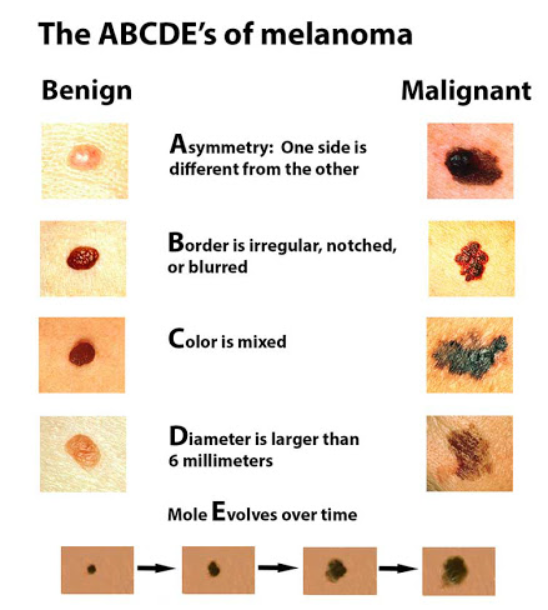 The ABCDE's of melanoma
Benign
Malignant
Asymmetry: One side is
different from the other
Border is irregular, notched,
or blurred
Color is mixed
Diameter is larger than
6 millimeters
Mole Evolves over time